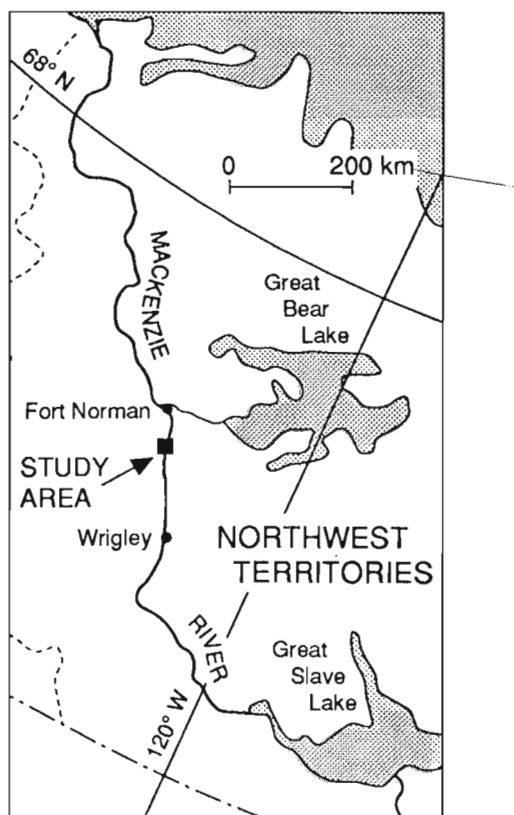 68° N
0 200 km
MACKENZIE
Great
Bear
Lake
Fort Norman
STUDY
AREA
Wrigley
NORTHWEST
TERRITORIES
RIVER
Great
Slave
Lake
120° W